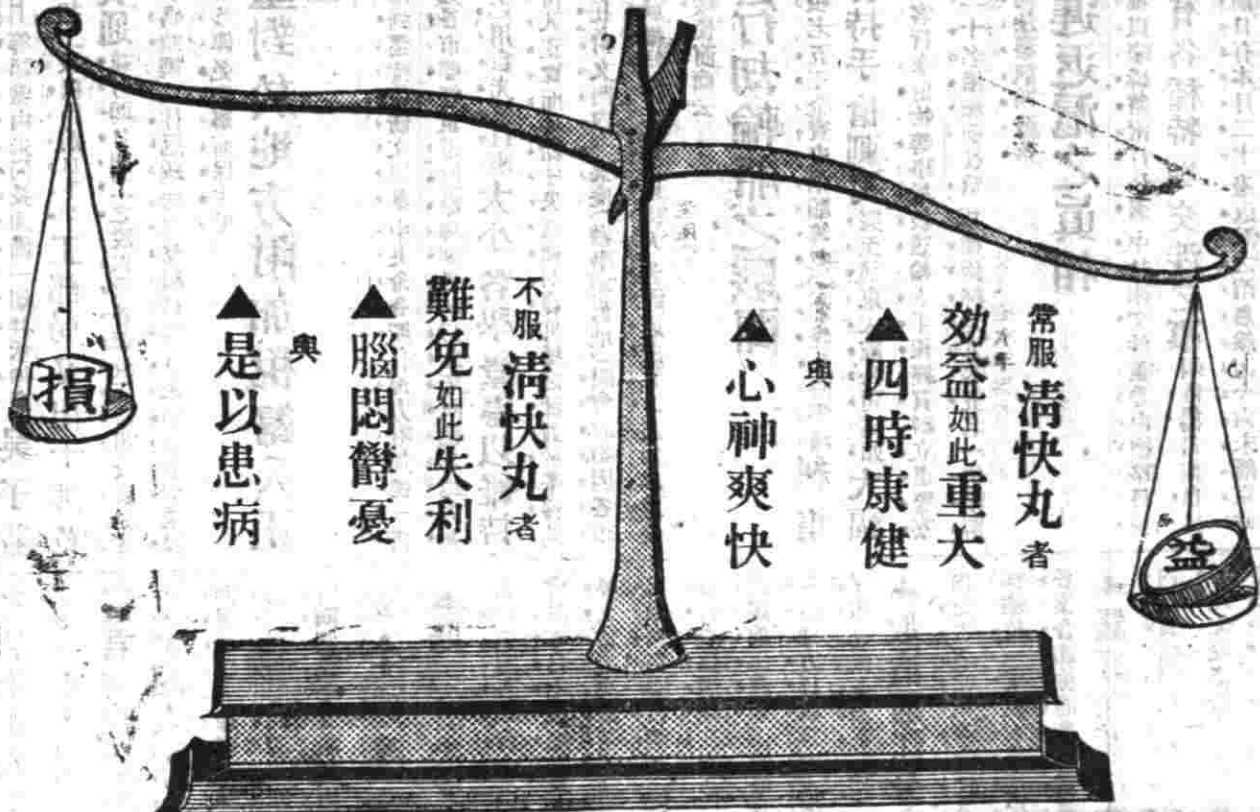 常服清快丸者
効益如此重大
▲四時康健
與
▲心神爽快
不服清快丸者
難免如此失利
▲腦悶鬱憂
與
▲是以患病
益
損